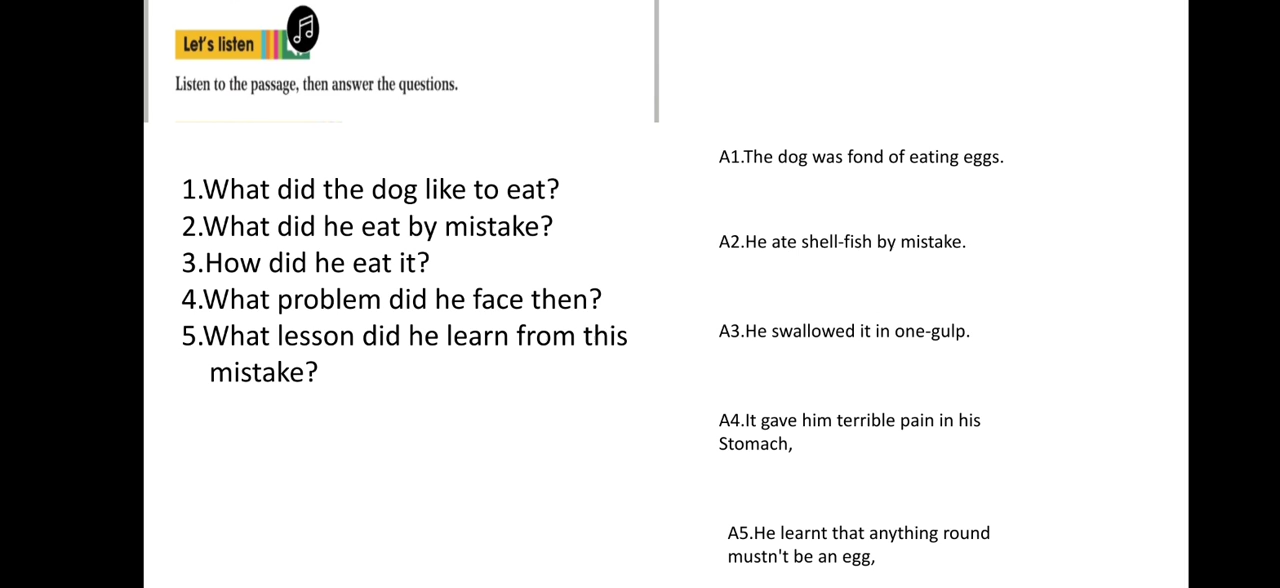 Let's listen
Listen to the passage, then answer the questions.
1.What did the dog like to eat?
2.What did he eat by mistake?
3.How did he eat it?
4.What problem did he face then?
5.What lesson did he learn from this
mistake?
A1.The dog was fond of eating eggs.
A2.He ate shell-fish by mistake.
A3.He swallowed it in one-gulp.
A4.It gave him terrible pain in his
Stomach,
A5.He learnt that anything round
mustn't be an egg,